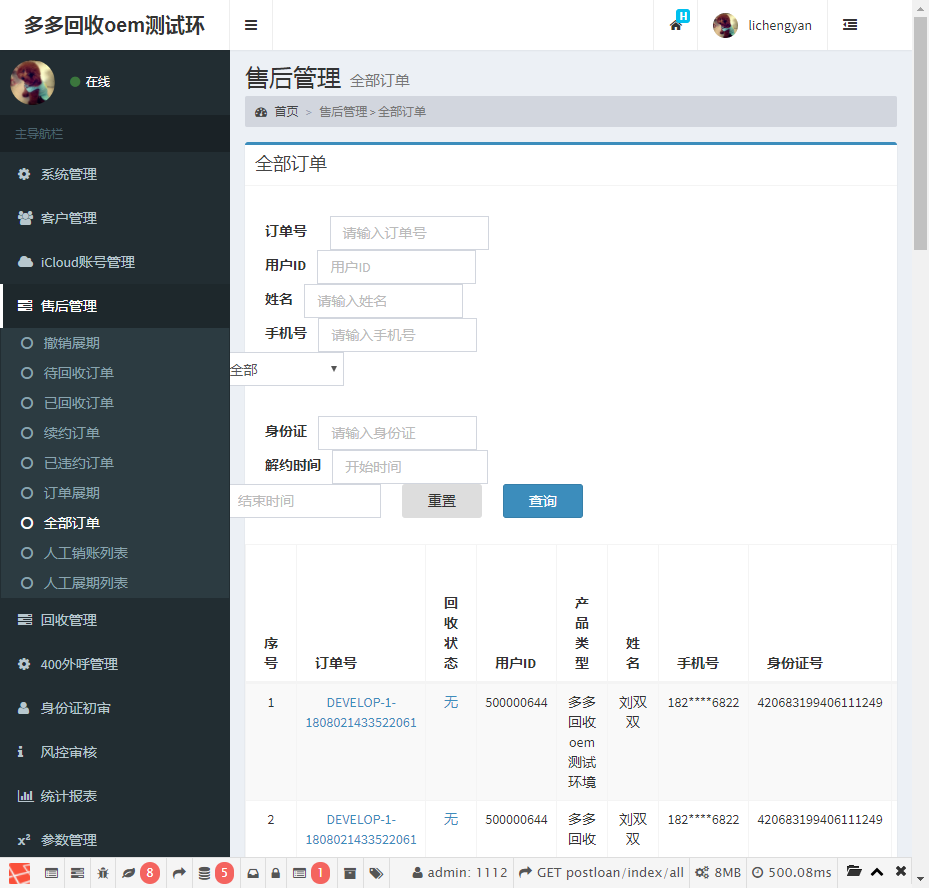 多多回收oem测试环
H
lichengyan
在线
主导航栏
系统管理
客户管理
iCloud账号管理
售后管理
撤销展期
待回收订单
已回收订单
续约订单
已违约订单
订单展期
全部订单
人工销账列表
人工展期列表
回收管理
400外呼管理
身份证初审
风控审核
统计报表
参数管理
售后管理 全部订单
首页 > 售后管理 > 全部订单
全部订单
订单号 请输入订单号
用户ID 用户ID
姓名 请输入姓名
手机号 请输入手机号
全部
身份证 请输入身份证
解约时间 开始时间
结束时间 重置 查询
序号 订单号 回收状态 用户ID 产品类型 姓名 手机号 身份证号
1 DEVELOP-1-1808021433522061 无 500000644 多多回收oem测试环境 刘双双 182****6822 420683199406111249
2 DEVELOP-1-1808021433522061 无 500000644 多多回收 刘双双 182****6822 420683199406111249
8 5 1 admin: 1112 GET postloan/index/all 8MB 500.08ms